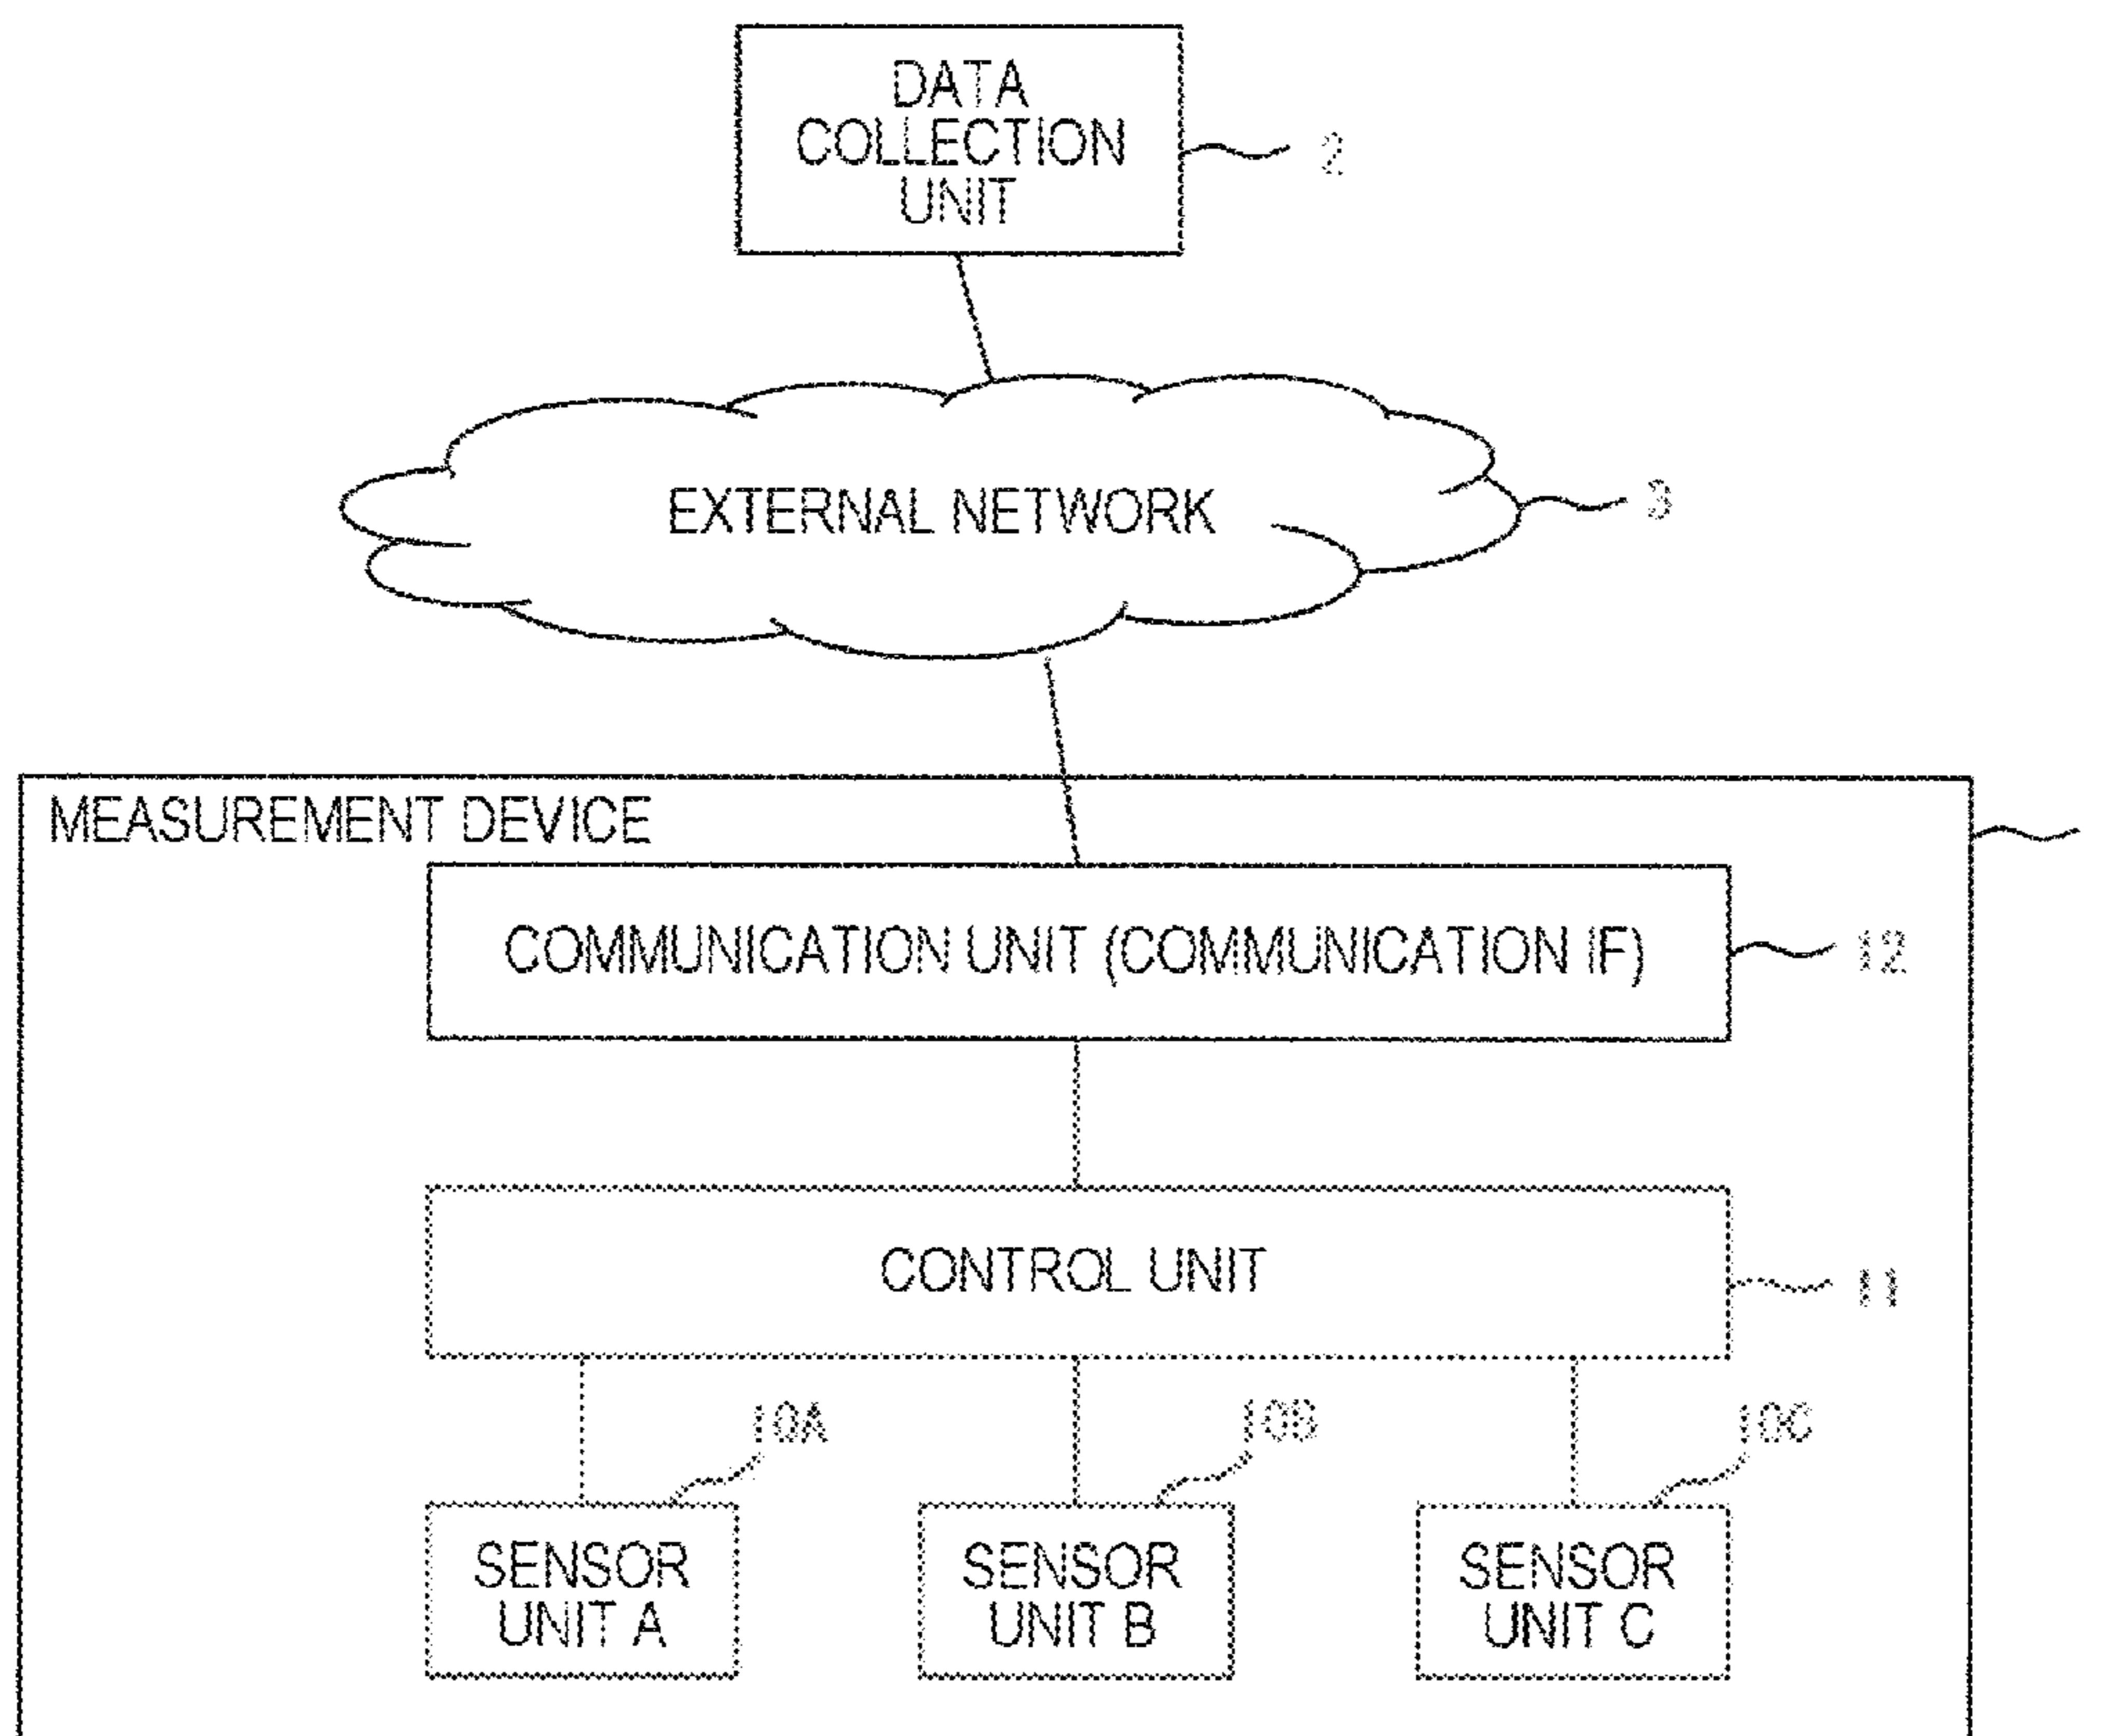 DATA
COLLECTION
UNIT
2
EXTERNAL NETWORK
3
MEASUREMENT DEVICE
COMMUNICATION UNIT (COMMUNICATION IF)
12
CONTROL UNIT
11
10A
10B
10C
SENSOR
UNIT A
SENSOR
UNIT B
SENSOR
UNIT C